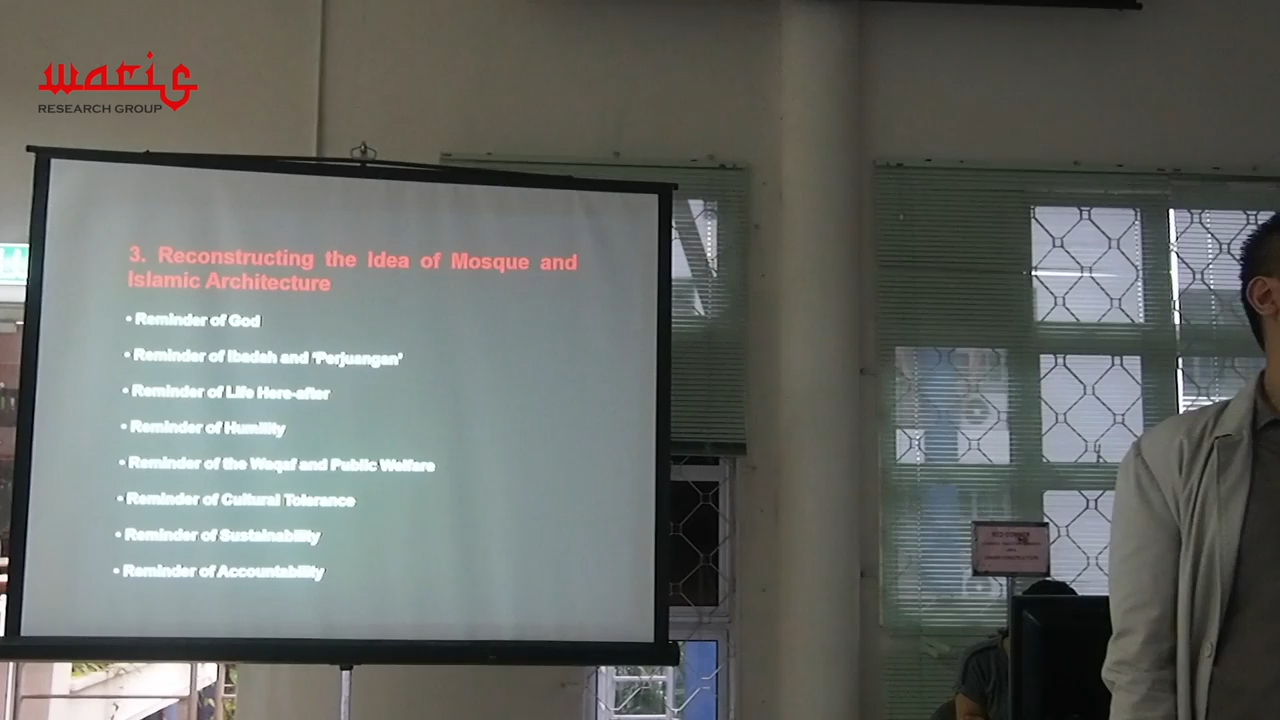 waris
RESEARCH GROUP
3. Reconstructing the Idea of Mosque and
Islamic Architecture
• Reminder of God
• Reminder of Ibadah and ‘Perjuangan’
• Reminder of Life Here-after
• Reminder of Humility
• Reminder of the Waqaf and Public Welfare
• Reminder of Cultural Tolerance
• Reminder of Sustainability
• Reminder of Accountability